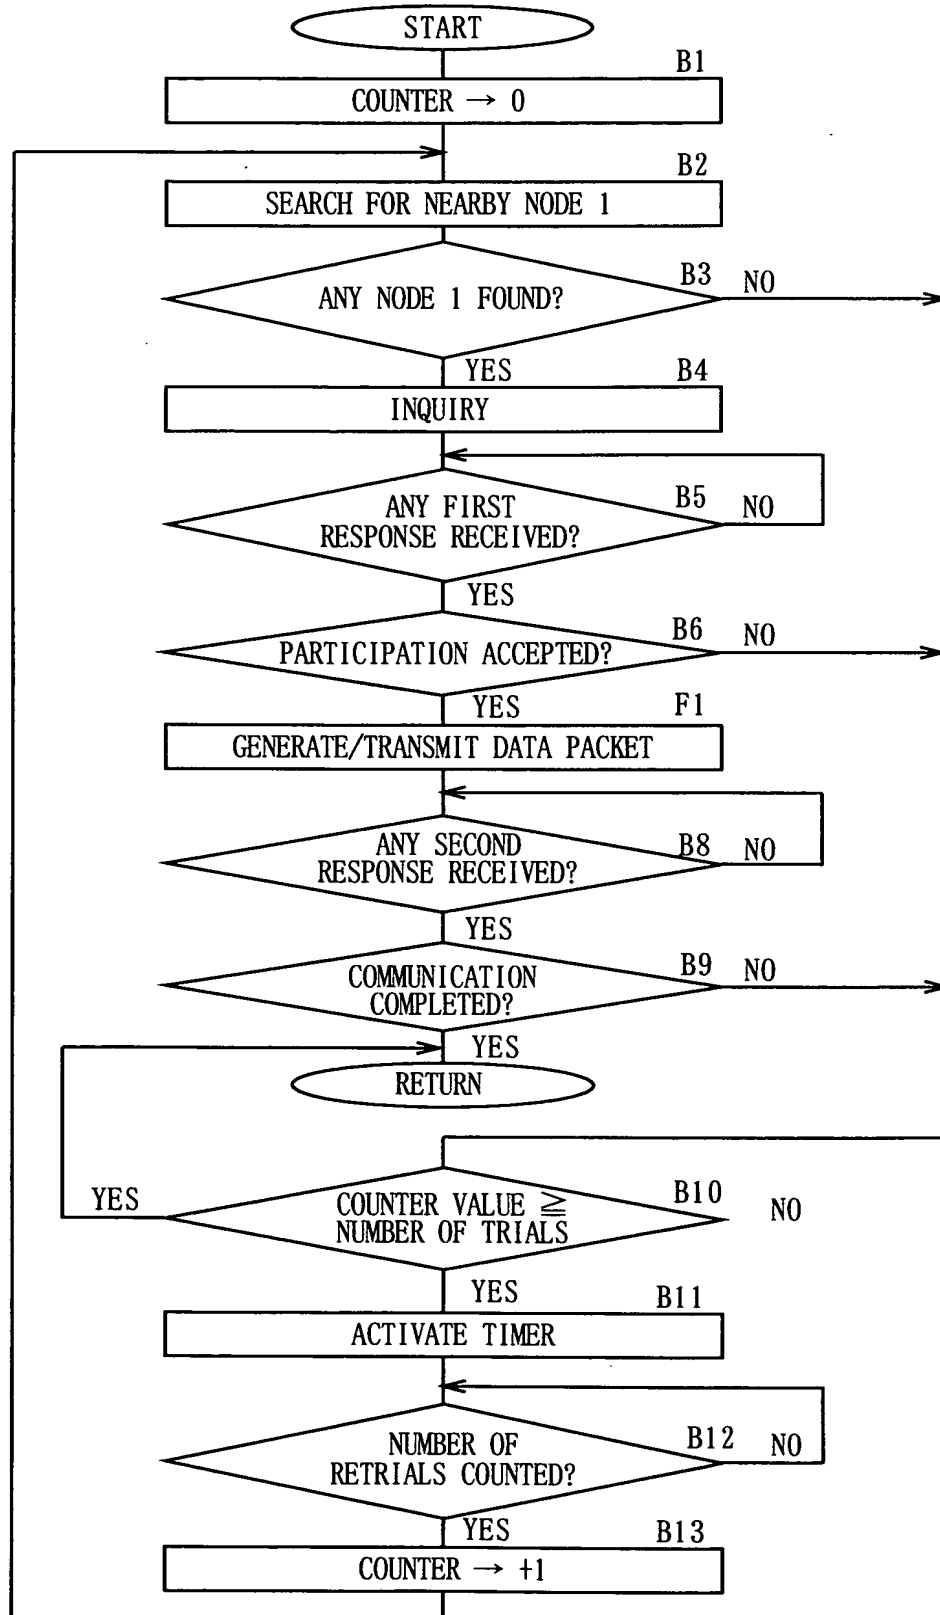 START
B1
COUNTER → 0
B2
SEARCH FOR NEARBY NODE 1
B3 NO
ANY NODE 1 FOUND?
YES
B4
INQUIRY
B5 NO
ANY FIRST
RESPONSE RECEIVED?
YES
B6 NO
PARTICIPATION ACCEPTED?
YES
F1
GENERATE/TRANSMIT DATA PACKET
B8 NO
ANY SECOND
RESPONSE RECEIVED?
YES
B9 NO
COMMUNICATION
COMPLETED?
YES
RETURN
YES
B10 NO
COUNTER VALUE ≧
NUMBER OF TRIALS
YES
B11
ACTIVATE TIMER
B12 NO
NUMBER OF
RETRIALS COUNTED?
YES
B13
COUNTER → +1